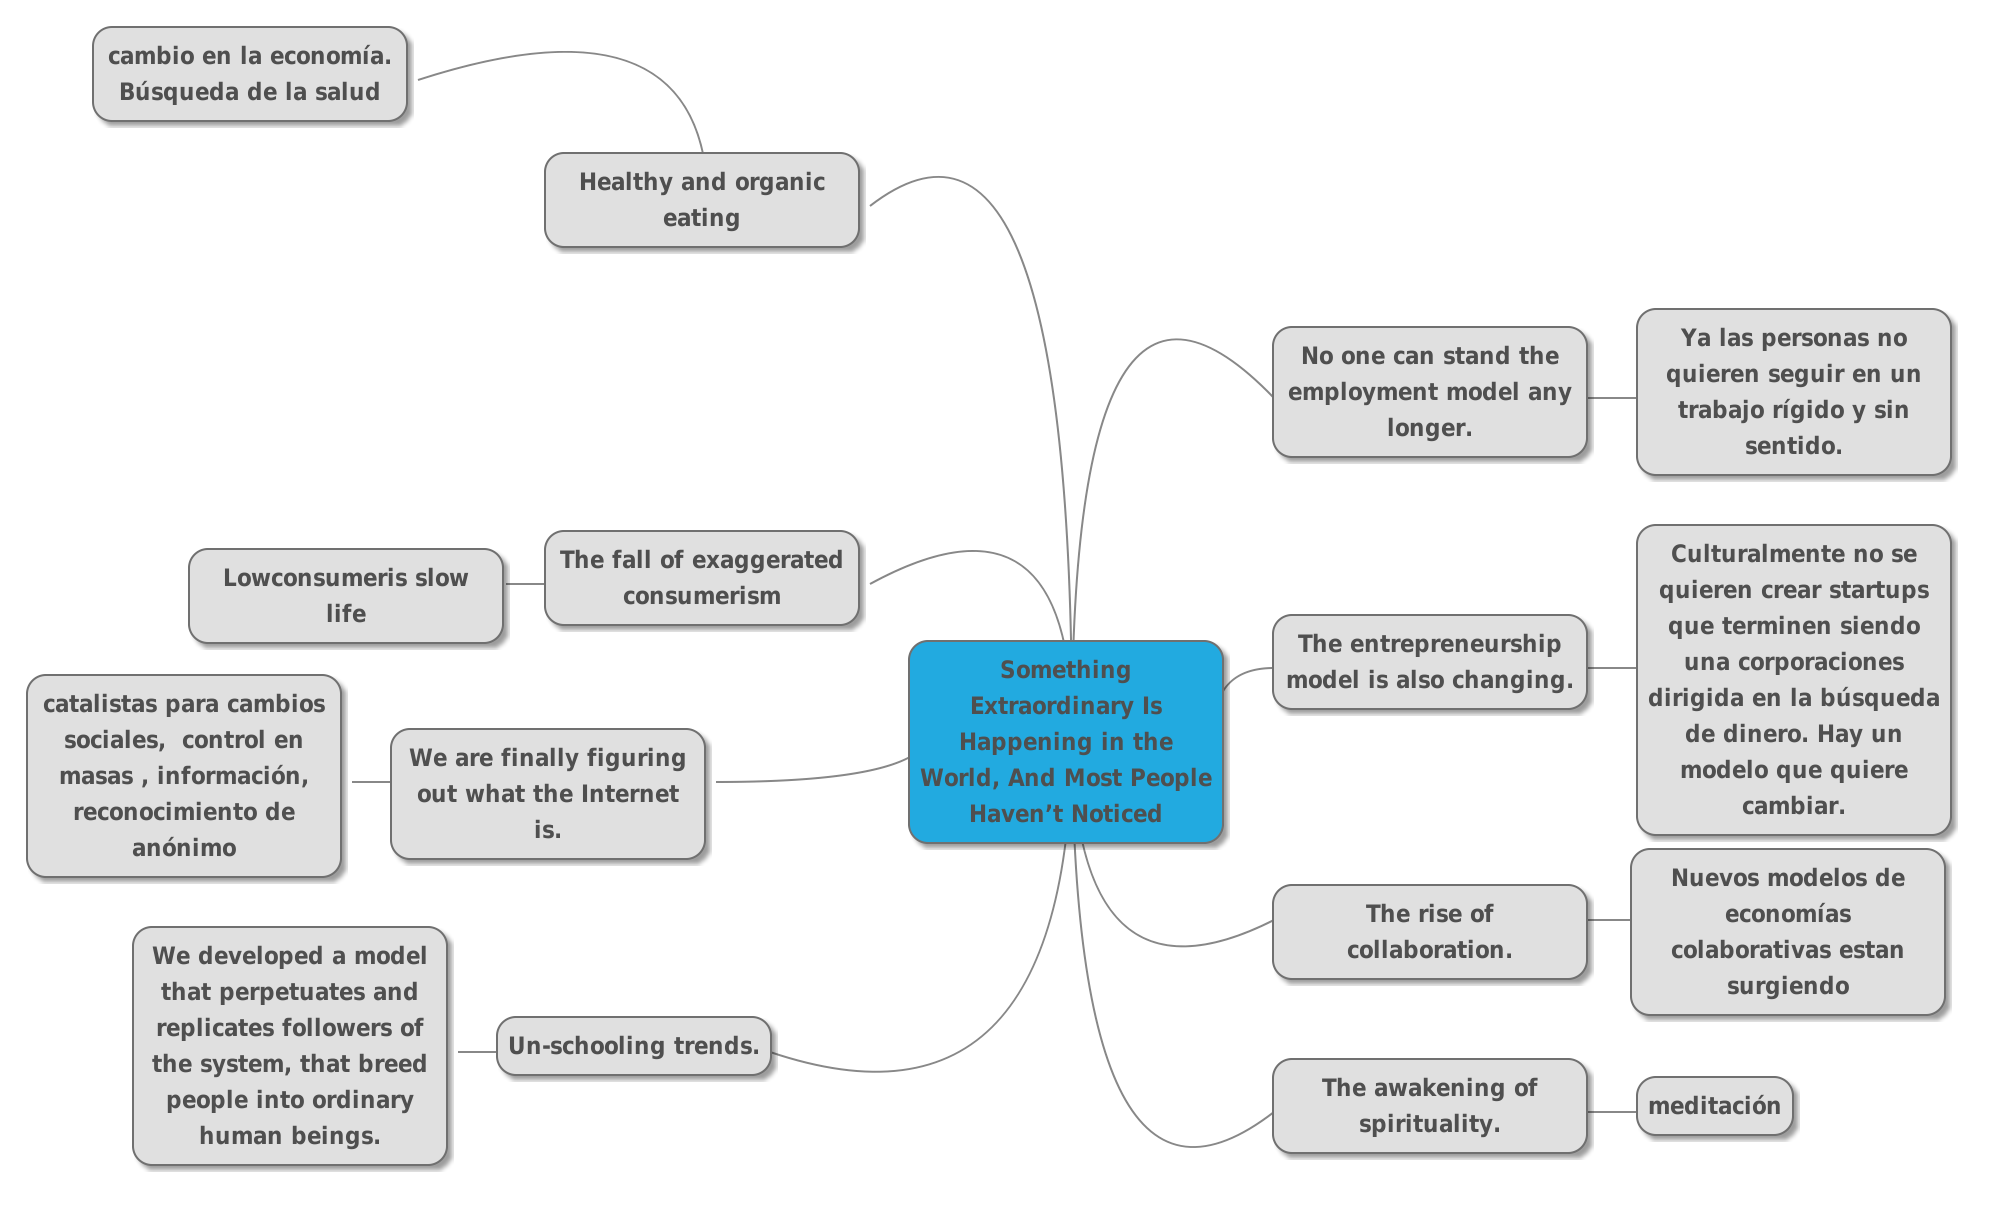 cambio en la economía.
Búsqueda de la salud
Healthy and organic
eating
The fall of exaggerated
consumerism
Lowconsumeris slow
life
We are finally figuring
out what the Internet
is.
catalistas para cambios
sociales,  control en
masas , información,
reconocimiento de
anónimo
Un-schooling trends.
We developed a model
that perpetuates and
replicates followers of
the system, that breed
people into ordinary
human beings.
Something
Extraordinary Is
Happening in the
World, And Most People
Haven’t Noticed
No one can stand the
employment model any
longer.
Ya las personas no
quieren seguir en un
trabajo rígido y sin
sentido.
The entrepreneurship
model is also changing.
Culturalmente no se
quieren crear startups
que terminen siendo
una corporaciones
dirigida en la búsqueda
de dinero. Hay un
modelo que quiere
cambiar.
The rise of
collaboration.
Nuevos modelos de
economías
colaborativas estan
surgiendo
The awakening of
spirituality.
meditación